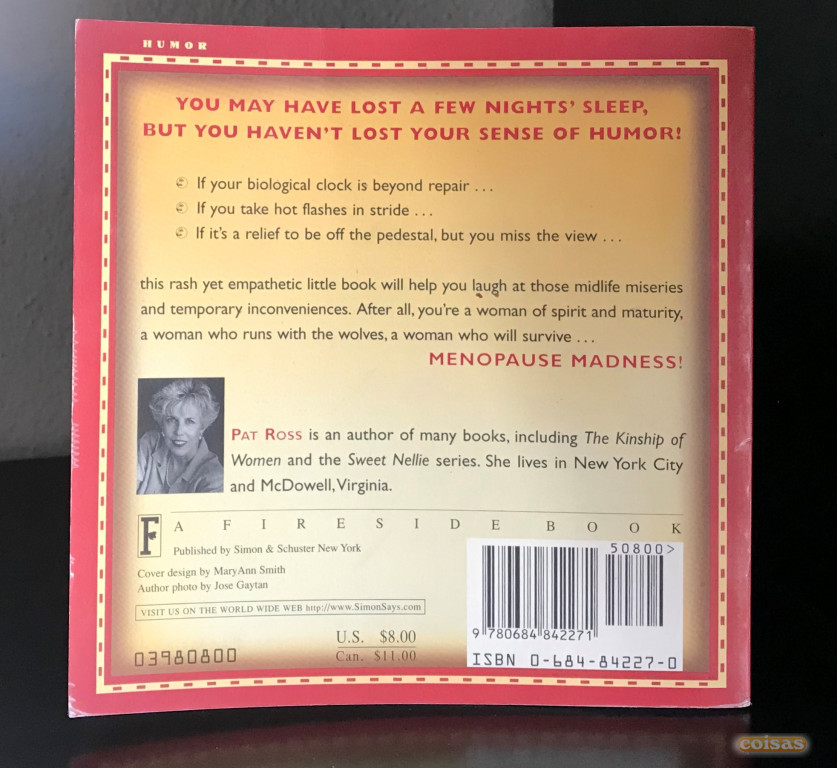 HUMOR
YOU MAY HAVE LOST A FEW NIGHTS' SLEEP,
BUT YOU HAVEN'T LOST YOUR SENSE OF HUMOR!
If your biological clock is beyond repair . . .
If you take hot flashes in stride . . .
If it's a relief to be off the pedestal, but you miss the view . . .
this rash yet empathetic little book will help you laugh at those midlife miseries
and temporary inconveniences. After all, you're a woman of spirit and maturity,
a woman who runs with the wolves, a woman who will survive . . .
MENOPAUSE MADNESS!
PAT ROSS is an author of many books, including The Kinship of
Women and the Sweet Nellie series. She lives in New York City
and McDowell, Virginia.
F
A FIRESIDE BOOK
Published by Simon & Schuster New York
Cover design by MaryAnn Smith
Author photo by Jose Gaytan
VISIT US ON THE WORLD WIDE WEB http://www.SimonSays.com
03980800
U.S. $8.00
Can. $11.00
50800>
9 780684 842271
ISBN 0-684-84227-0
coisas